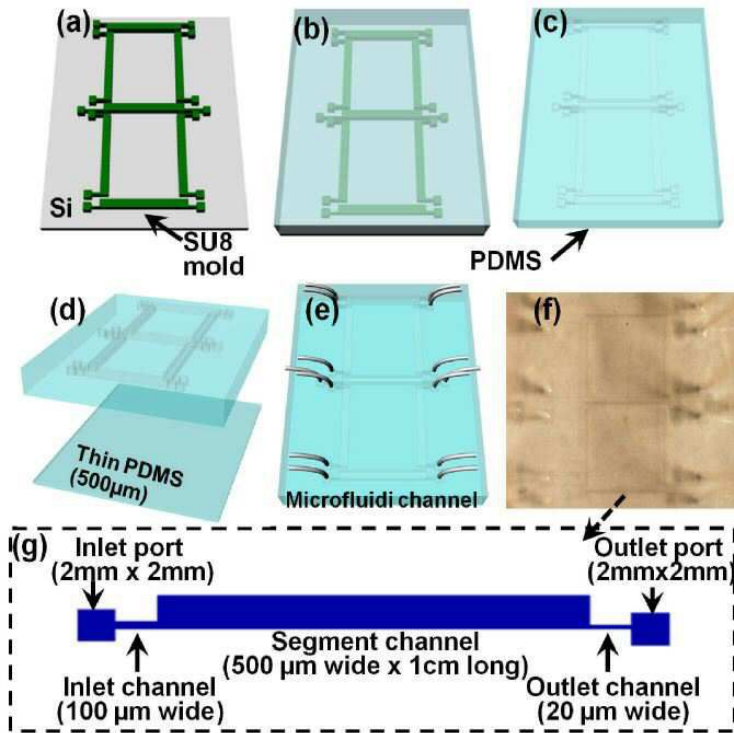 (a)
(b)
(c)
Si
SU8
mold
PDMS
(d)
(e)
(f)
Thin PDMS
(500µm)
Microfluidi channel
(g)
Inlet port
(2mm x 2mm)
Outlet port
(2mmx2mm)
Segment channel
(500 µm wide x 1cm long)
Inlet channel
(100 µm wide)
Outlet channel
(20 µm wide)